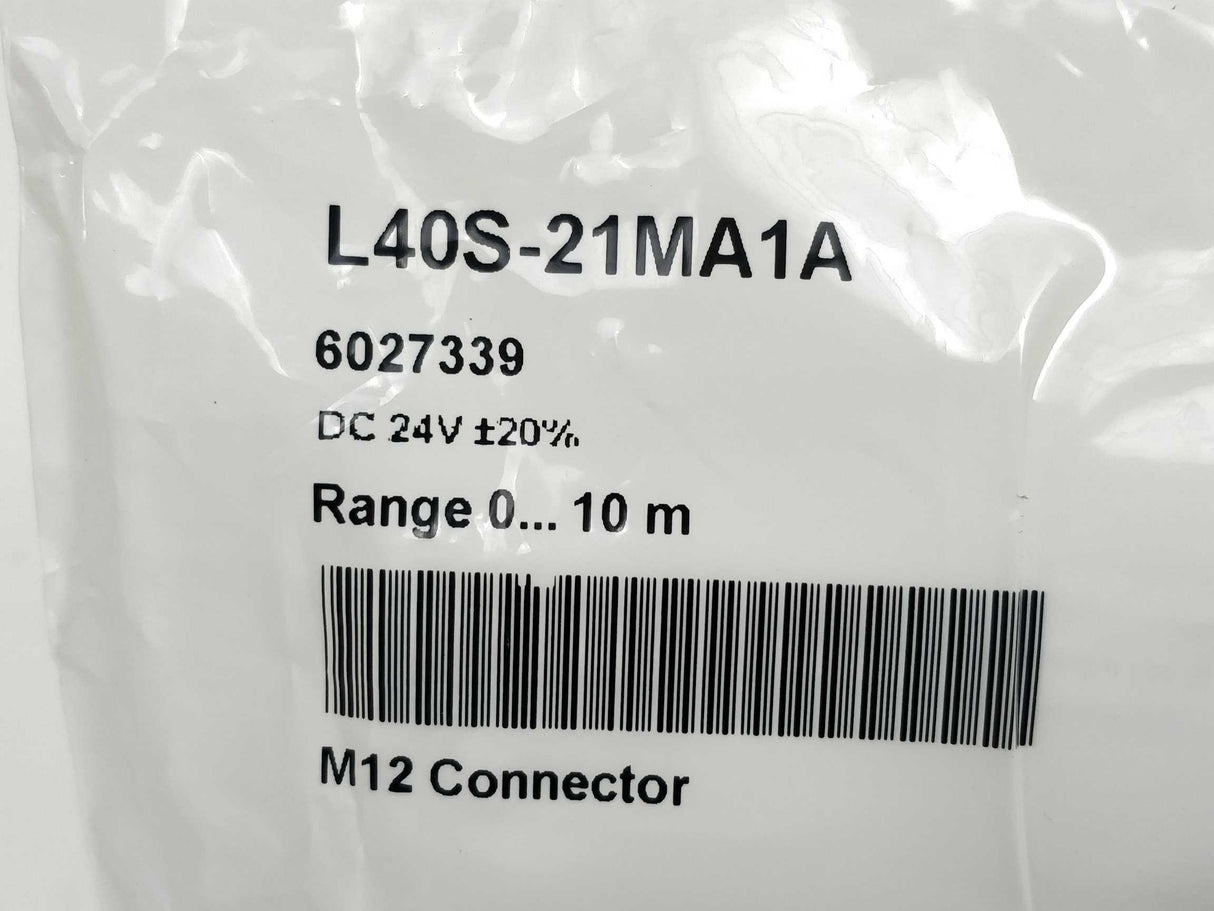 L40S-21MA1A
6027339
DC 24V ±20%
Range 0... 10 m
M12 Connector